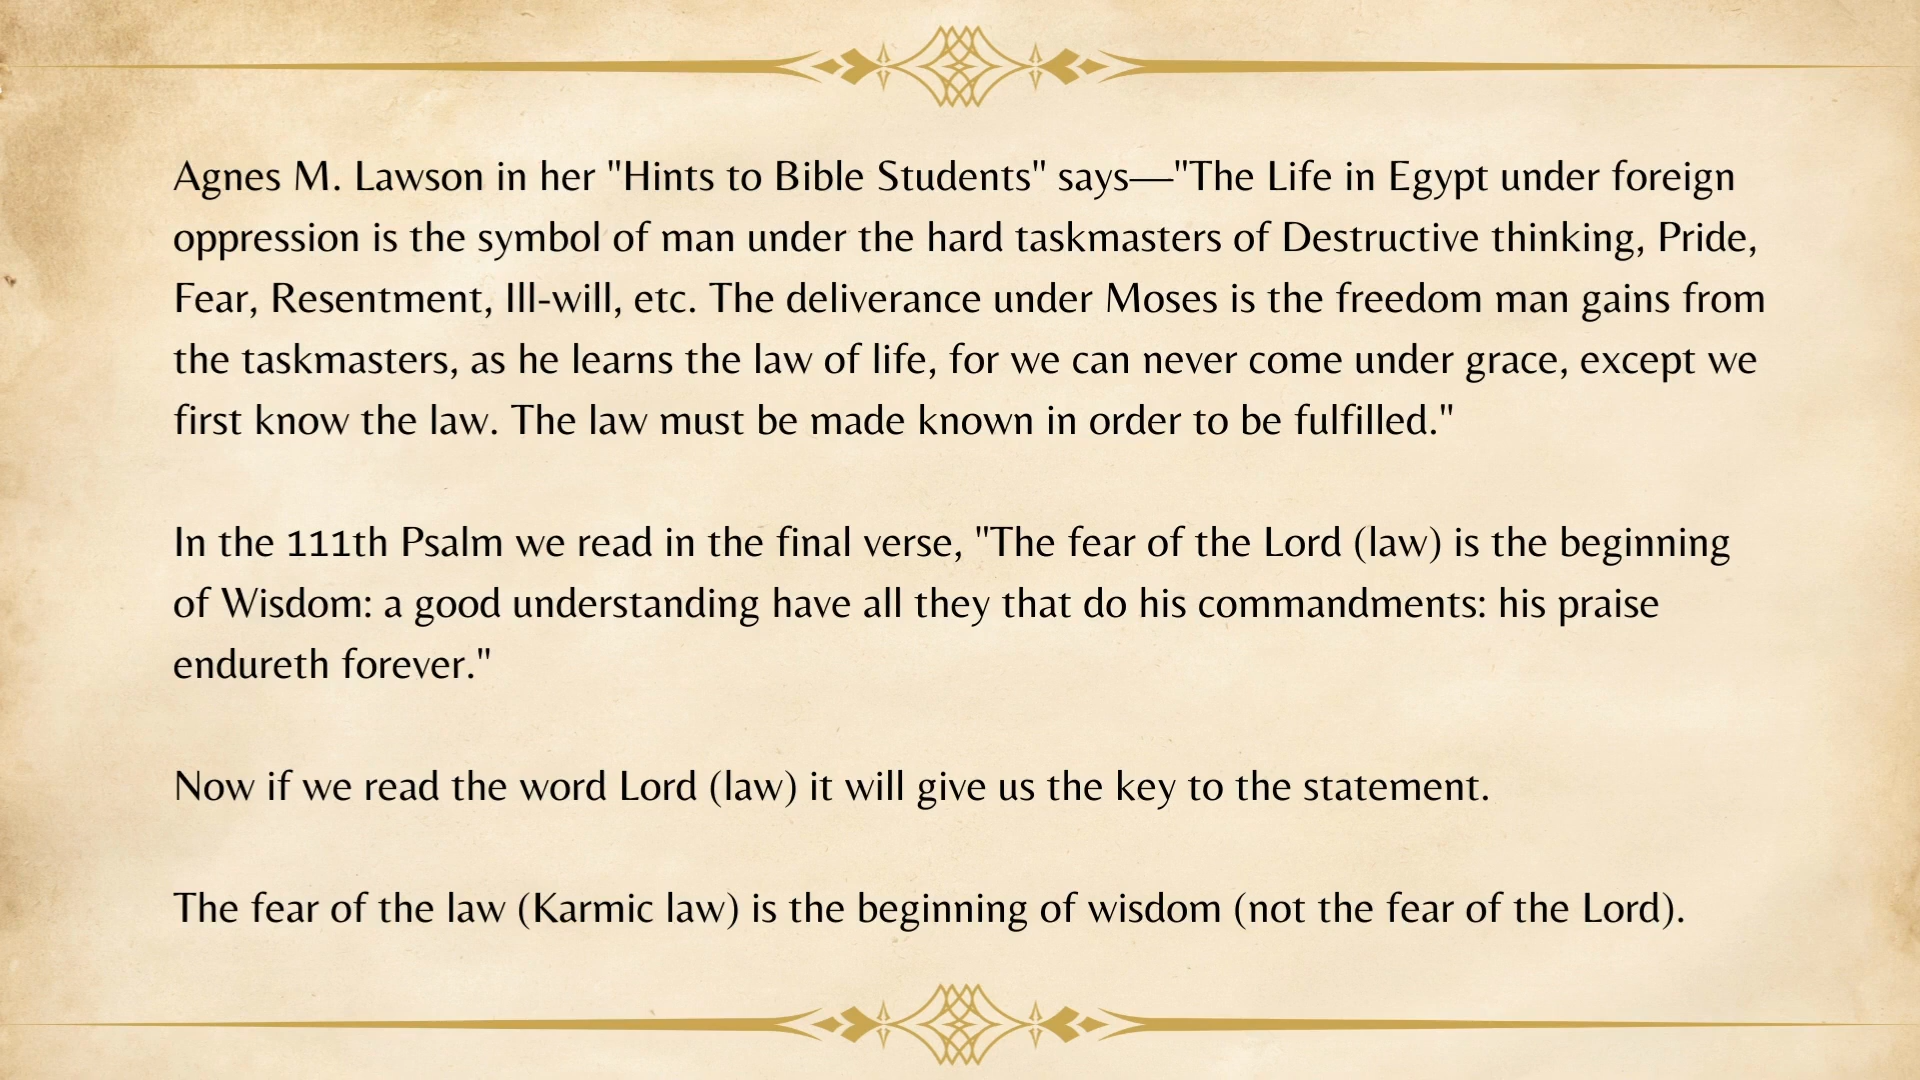 Agnes M. Lawson in her "Hints to Bible Students" says—"The Life in Egypt under foreign
oppression is the symbol of man under the hard taskmasters of Destructive thinking, Pride,
Fear, Resentment, Ill-will, etc. The deliverance under Moses is the freedom man gains from
the taskmasters, as he learns the law of life, for we can never come under grace, except we
first know the law. The law must be made known in order to be fulfilled."
In the 111th Psalm we read in the final verse, "The fear of the Lord (law) is the beginning
of Wisdom: a good understanding have all they that do his commandments: his praise
endureth forever."
Now if we read the word Lord (law) it will give us the key to the statement.
The fear of the law (Karmic law) is the beginning of wisdom (not the fear of the Lord).